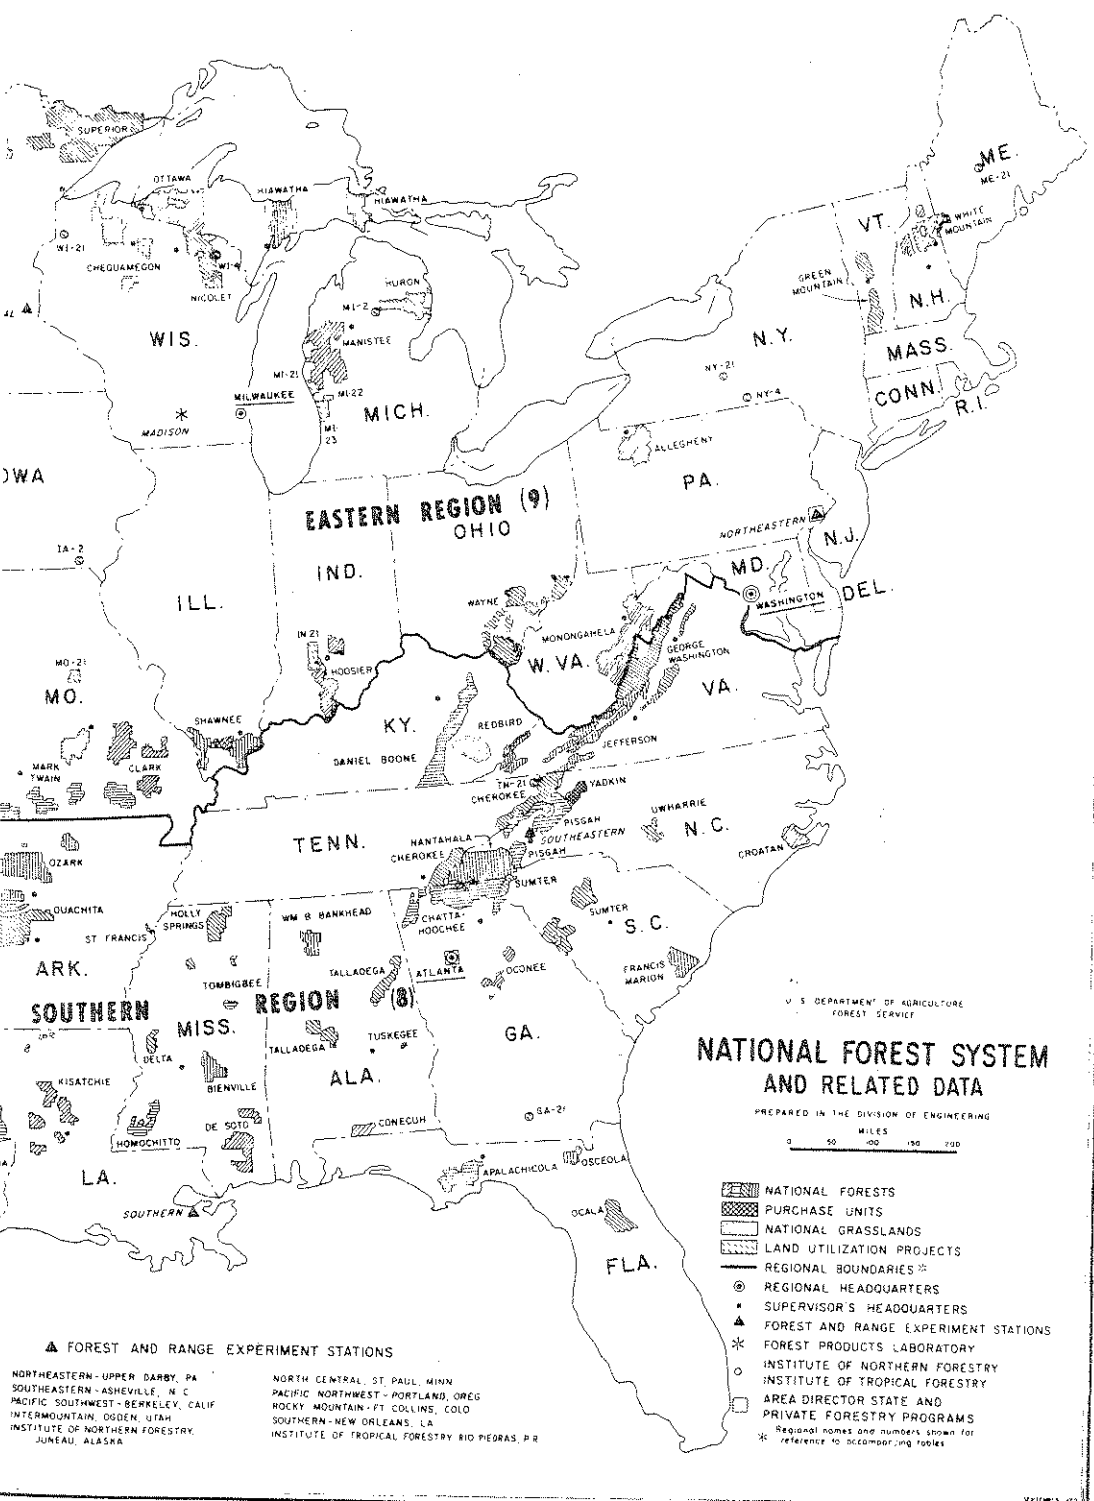 SUPERIOR
OTTAWA
HIAWATHA
HIAWATHA
ME.
ME-21
WHITE
MOUNTAIN
VT.
WI-21
CHEQUAMEGON
WI-4
NICOLET
HURON
MI-2
MANISTEE
GREEN
MOUNTAIN
N.H.
WIS.
N.Y.
MASS.
MI-21
MILWAUKEE
MI-22
MICH.
MI-
23
NY-21
NY-4
CONN.
R.I.
MADISON
ALLEGHENY
PA.
OWA
EASTERN REGION (9)
OHIO
NORTHEASTERN
N.J.
IA-2
IND.
MD.
WASHINGTON
DEL.
ILL.
WAYNE
IN 21
HOOSIER
MONONGAHELA
W. VA.
GEORGE
WASHINGTON
VA.
MO-21
MO.
SHAWNEE
KY.
REDBIRD
JEFFERSON
MARK
TWAIN
CLARK
DANIEL BOONE
TN-21
CHEROKEE
YADKIN
UWHARRIE
N.C.
TENN.
NANTAHALA
PISGAH
SOUTHEASTERN
CHEROKEE
PISGAH
CROATAN
OZARK
SUMTER
OUACHITA
HOLLY
SPRINGS
WM B BANKHEAD
CHATTA-
HOOCHEE
SUMTER
S.C.
ST FRANCIS
ARK.
TOMBIGBEE
TALLADEGA
ATLANTA
OCONEE
FRANCIS
MARION
SOUTHERN REGION (8)
MISS.
TALLADEGA
TUSKEGEE
GA.
DELTA
ALA.
KISATCHIE
BIENVILLE
HOMOCHITTO
DE SOTO
CONECUH
GA-21
LA.
APALACHICOLA
OSCEOLA
SOUTHERN
OCALA
FLA.
U S DEPARTMENT OF AGRICULTURE
FOREST SERVICE
NATIONAL FOREST SYSTEM
AND RELATED DATA
PREPARED IN THE DIVISION OF ENGINEERING
MILES
0 50 100 150 200
NATIONAL FORESTS
PURCHASE UNITS
NATIONAL GRASSLANDS
LAND UTILIZATION PROJECTS
REGIONAL BOUNDARIES *
REGIONAL HEADQUARTERS
SUPERVISOR'S HEADQUARTERS
FOREST AND RANGE EXPERIMENT STATIONS
FOREST PRODUCTS LABORATORY
INSTITUTE OF NORTHERN FORESTRY
INSTITUTE OF TROPICAL FORESTRY
AREA DIRECTOR STATE AND
PRIVATE FORESTRY PROGRAMS
* Regional names and numbers shown for
reference to accompanying tables
FOREST AND RANGE EXPERIMENT STATIONS
NORTHEASTERN-UPPER DARBY, PA
SOUTHEASTERN-ASHEVILLE, N C
PACIFIC SOUTHWEST-BERKELEY, CALIF
INTERMOUNTAIN, OGDEN, UTAH
INSTITUTE OF NORTHERN FORESTRY,
JUNEAU, ALASKA
NORTH CENTRAL, ST. PAUL, MINN
PACIFIC NORTHWEST-PORTLAND, OREG
ROCKY MOUNTAIN-FT COLLINS, COLO
SOUTHERN-NEW ORLEANS, LA
INSTITUTE OF TROPICAL FORESTRY RIO PIEDRAS, P R